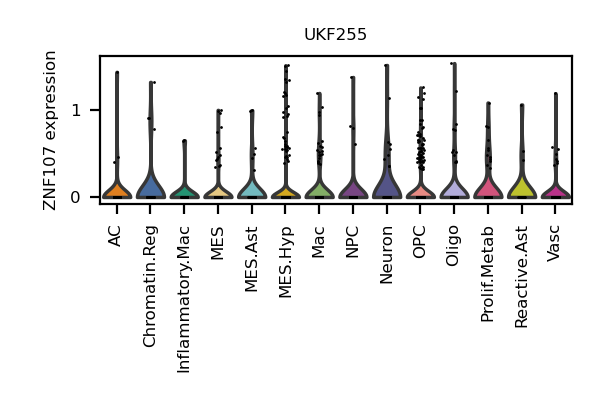 UKF255
ZNF107 expression
1
0
AC
Chromatin.Reg
Inflammatory.Mac
MES
MES.Ast
MES.Hyp
Mac
NPC
Neuron
OPC
Oligo
Prolif.Metab
Reactive.Ast
Vasc